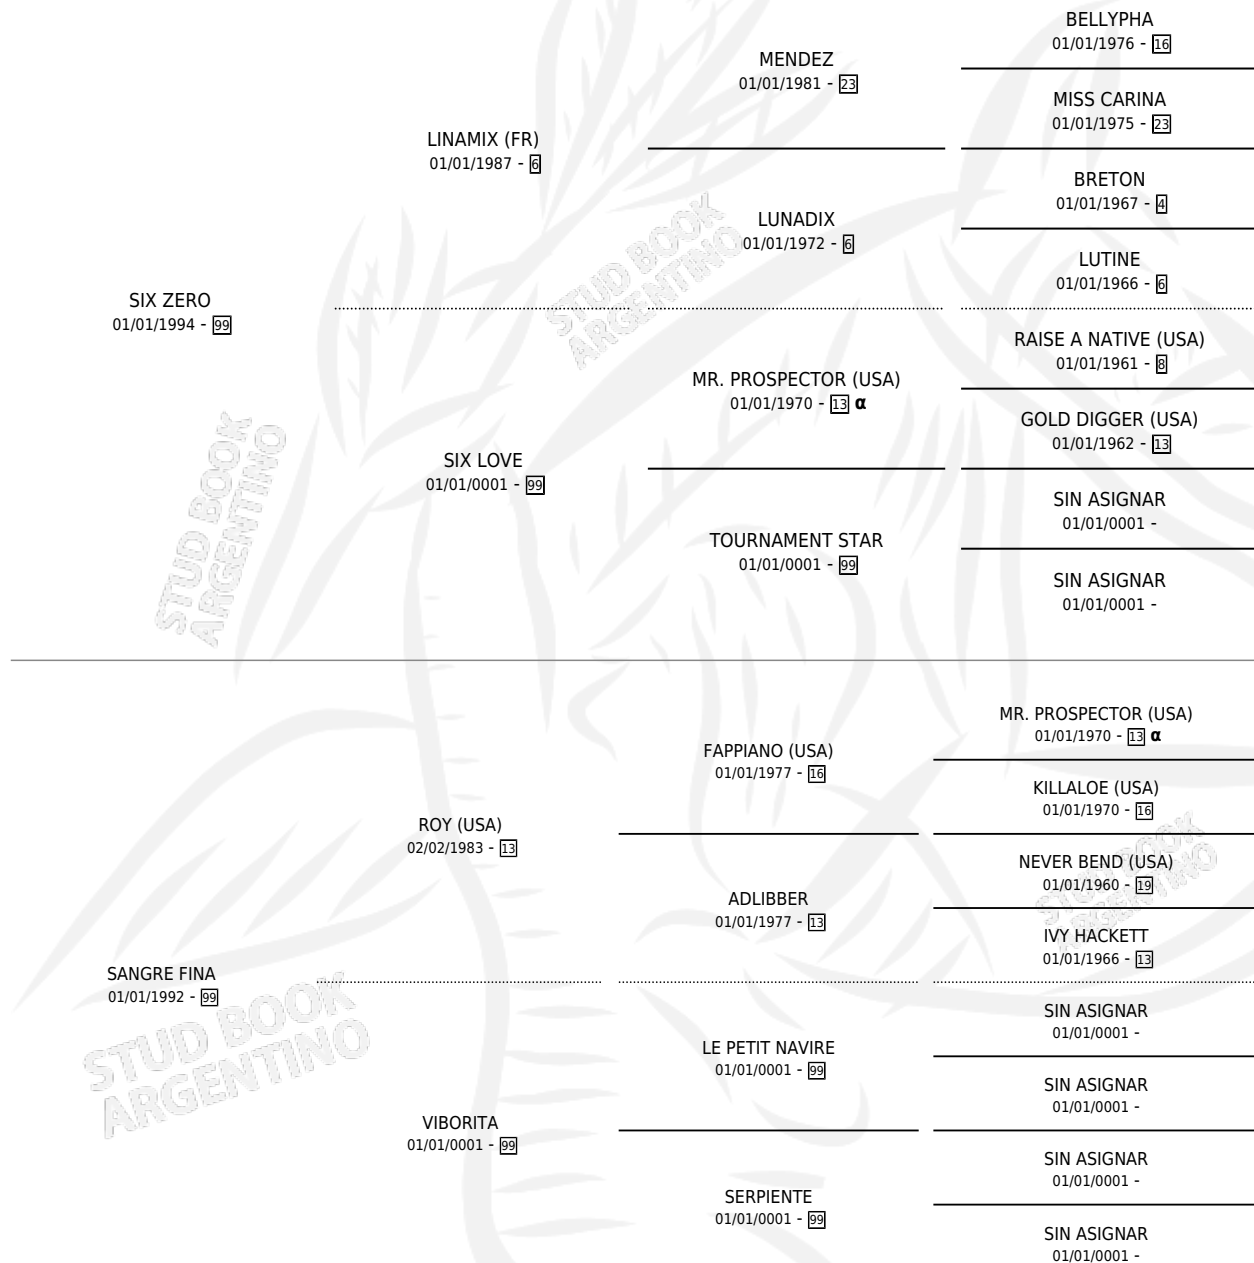 BELLYPHA
01/01/1976 - 16
MENDEZ
01/01/1981 - 23
MISS CARINA
01/01/1975 - 23
LINAMIX (FR)
01/01/1987 - 6
BRETON
01/01/1967 - 4
LUNADIX
01/01/1972 - 6
LUTINE
01/01/1966 - 6
SIX ZERO
01/01/1994 - 99
RAISE A NATIVE (USA)
01/01/1961 - 8
MR. PROSPECTOR (USA)
01/01/1970 - 13 α
GOLD DIGGER (USA)
01/01/1962 - 13
SIX LOVE
01/01/0001 - 99
SIN ASIGNAR
01/01/0001 -
TOURNAMENT STAR
01/01/0001 - 99
SIN ASIGNAR
01/01/0001 -
STUD BOOK
ARGENTINO
STUD BOOK
ARGENTINO
MR. PROSPECTOR (USA)
01/01/1970 - 13 α
FAPPIANO (USA)
01/01/1977 - 16
KILLALOE (USA)
01/01/1970 - 16
ROY (USA)
02/02/1983 - 13
NEVER BEND (USA)
01/01/1960 - 19
ADLIBBER
01/01/1977 - 13
IVY HACKETT
01/01/1966 - 13
SANGRE FINA
01/01/1992 - 99
SIN ASIGNAR
01/01/0001 -
LE PETIT NAVIRE
01/01/0001 - 99
SIN ASIGNAR
01/01/0001 -
VIBORITA
01/01/0001 - 99
SIN ASIGNAR
01/01/0001 -
SERPIENTE
01/01/0001 - 99
SIN ASIGNAR
01/01/0001 -
STUD BOOK
ARGENTINO
STUD BOOK
ARGENTINO